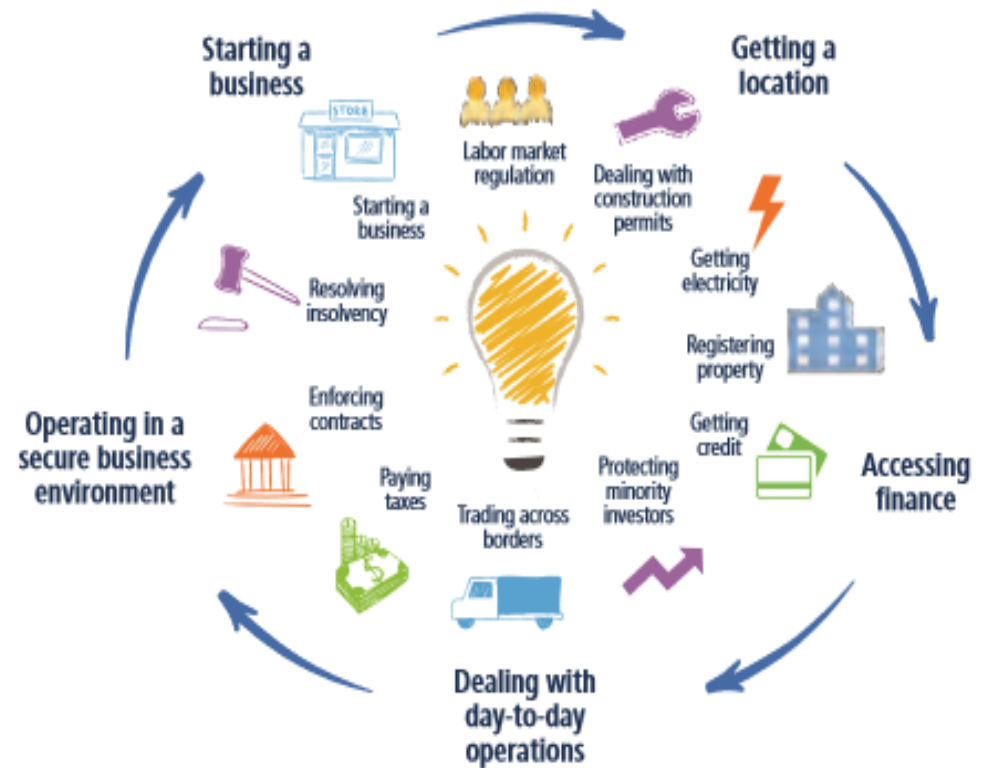 Starting a
business
Getting a
location
STORE
Labor market
regulation
Dealing with
construction
permits
Starting a
business
Getting
electricity
Resolving
insolvency
Registering
property
Enforcing
contracts
Getting
credit
Operating in a
secure business
environment
Accessing
finance
Paying
taxes
Protecting
minority
investors
Trading across
borders
$
Dealing with
day-to-day
operations